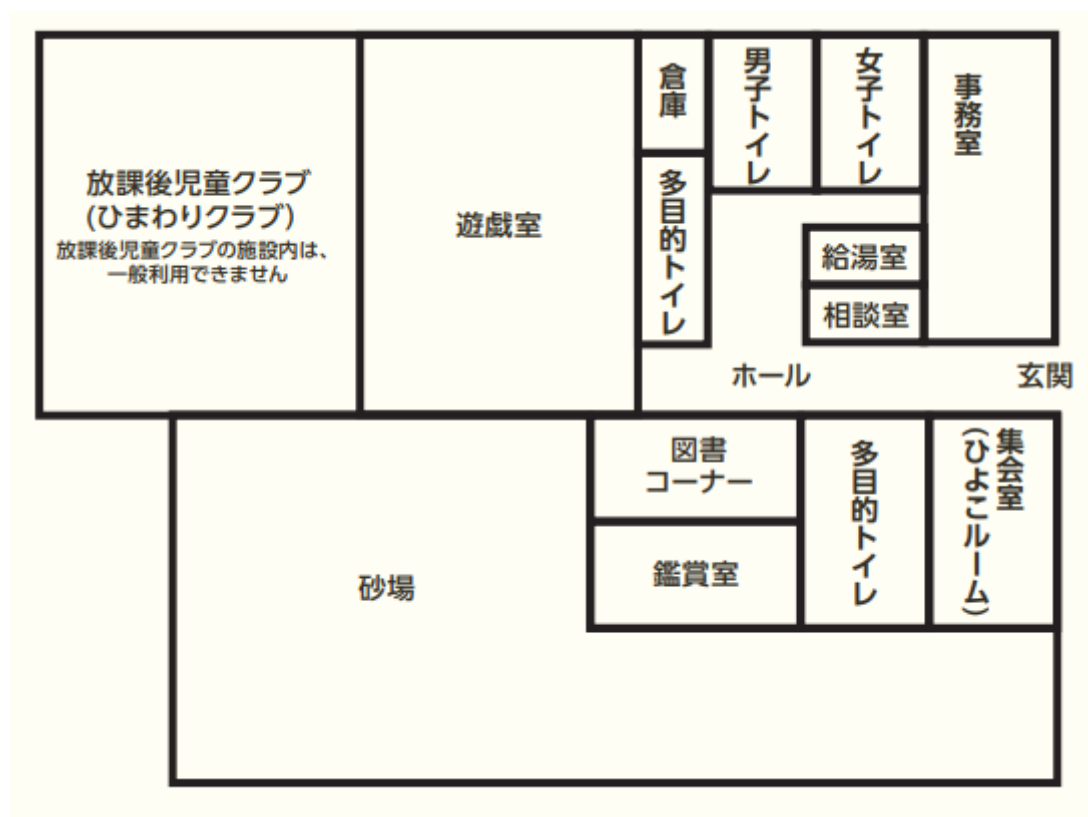 放課後児童クラブ
(ひまわりクラブ)
放課後児童クラブの施設内は、
一般利用できません
遊戯室
倉庫
多目的トイレ
男子トイレ
女子トイレ
事務室
給湯室
相談室
ホール
玄関
図書
コーナー
鑑賞室
多目的トイレ
集会室
(ひよこルーム)
砂場